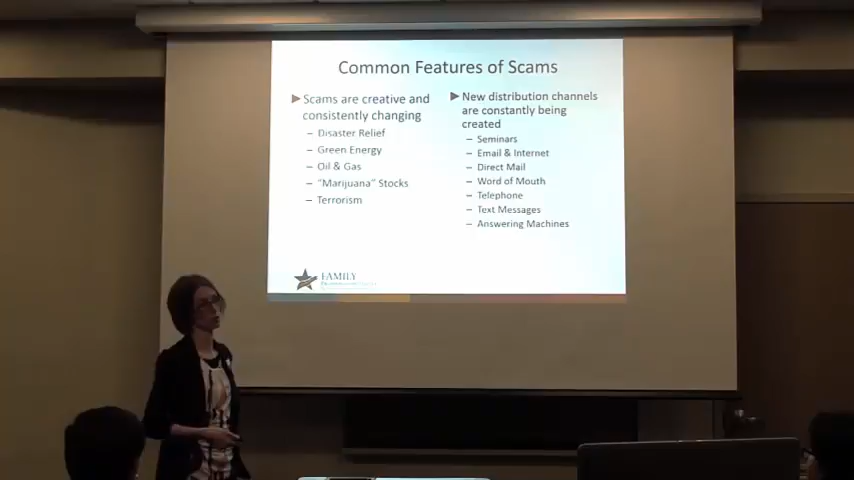 Common Features of Scams
Scams are creative and
consistently changing
– Disaster Relief
– Green Energy
– Oil & Gas
– "Marijuana" Stocks
– Terrorism
New distribution channels
are constantly being
created
– Seminars
– Email & Internet
– Direct Mail
– Word of Mouth
– Telephone
– Text Messages
– Answering Machines
FAMILY